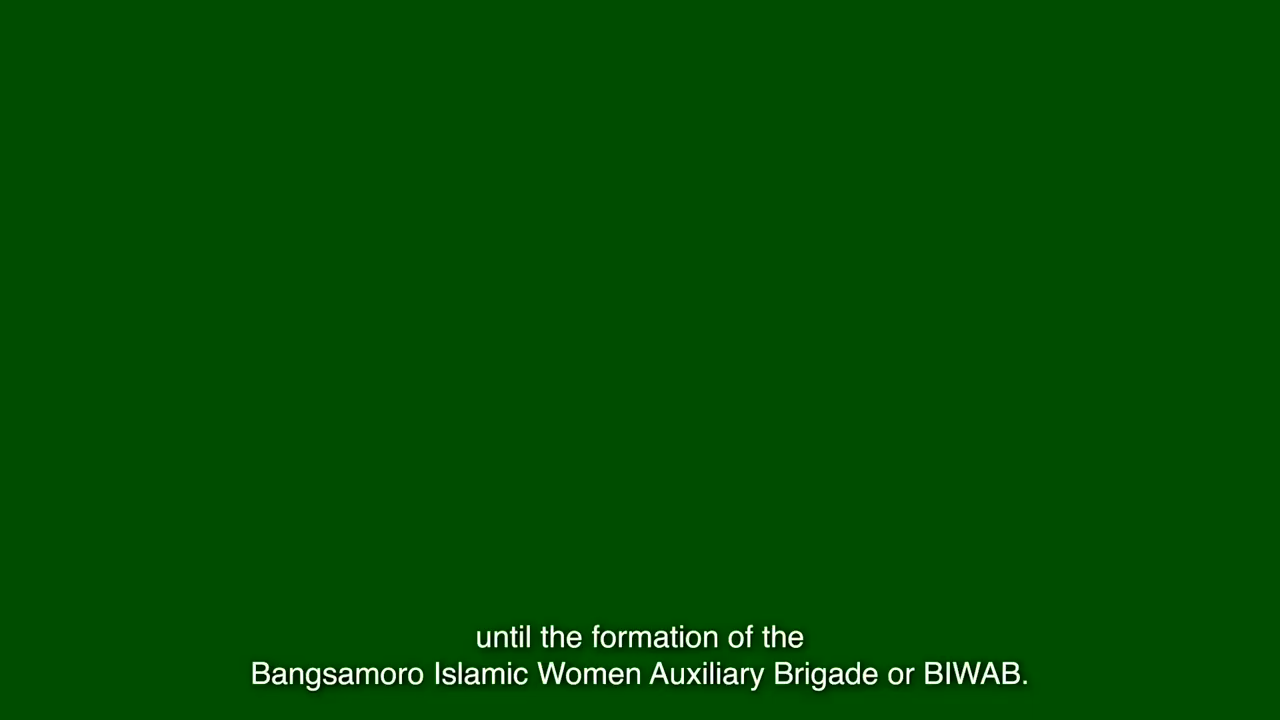 until the formation of the
Bangsamoro Islamic Women Auxiliary Brigade or BIWAB.